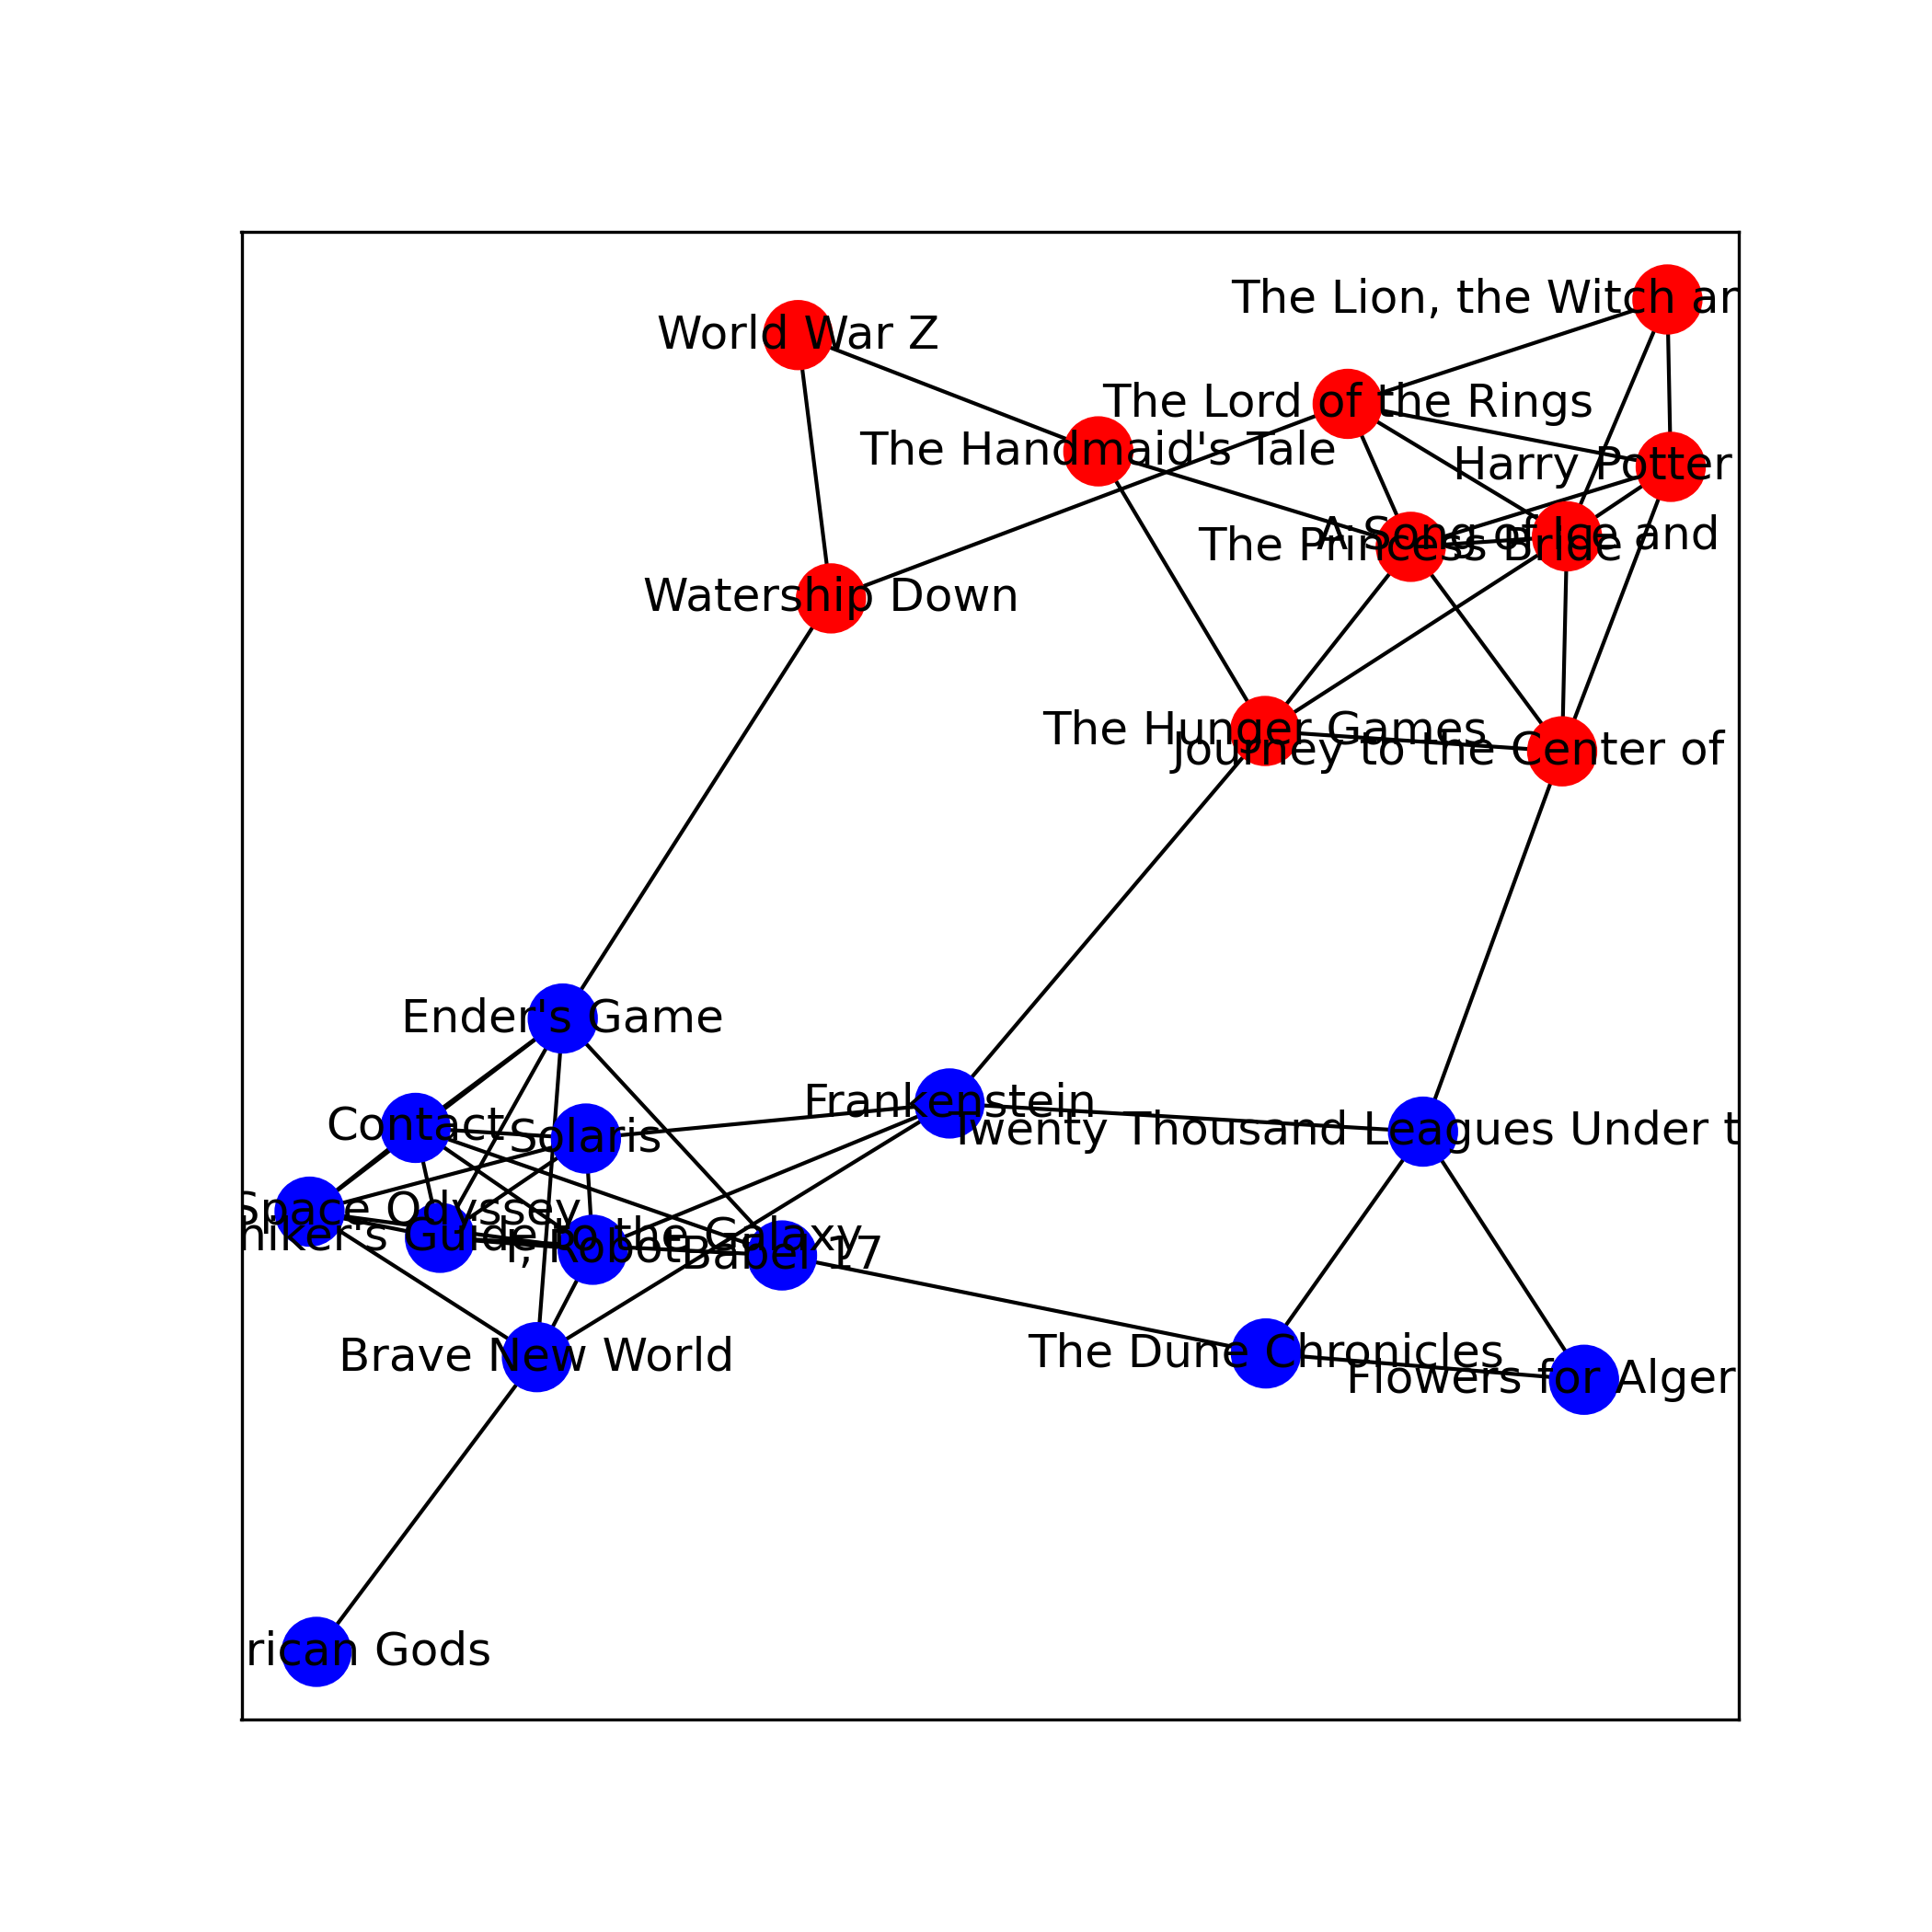 The Lion, the Witch ar
World War Z
The Lord of the Rings
The Handmaid's Tale
Harry Potter
A Song of Ice and
The Princess Bride
Watership Down
The Hunger Games
Journey to the Center of
Ender's Game
Frankenstein
Contact
Twenty Thousand Leagues Under t
Solaris
Space Odyssey
hiker's Guide to the Galaxy
I, Robot
Babel 17
The Dune Chronicles
Brave New World
Flowers for Alger
rican Gods